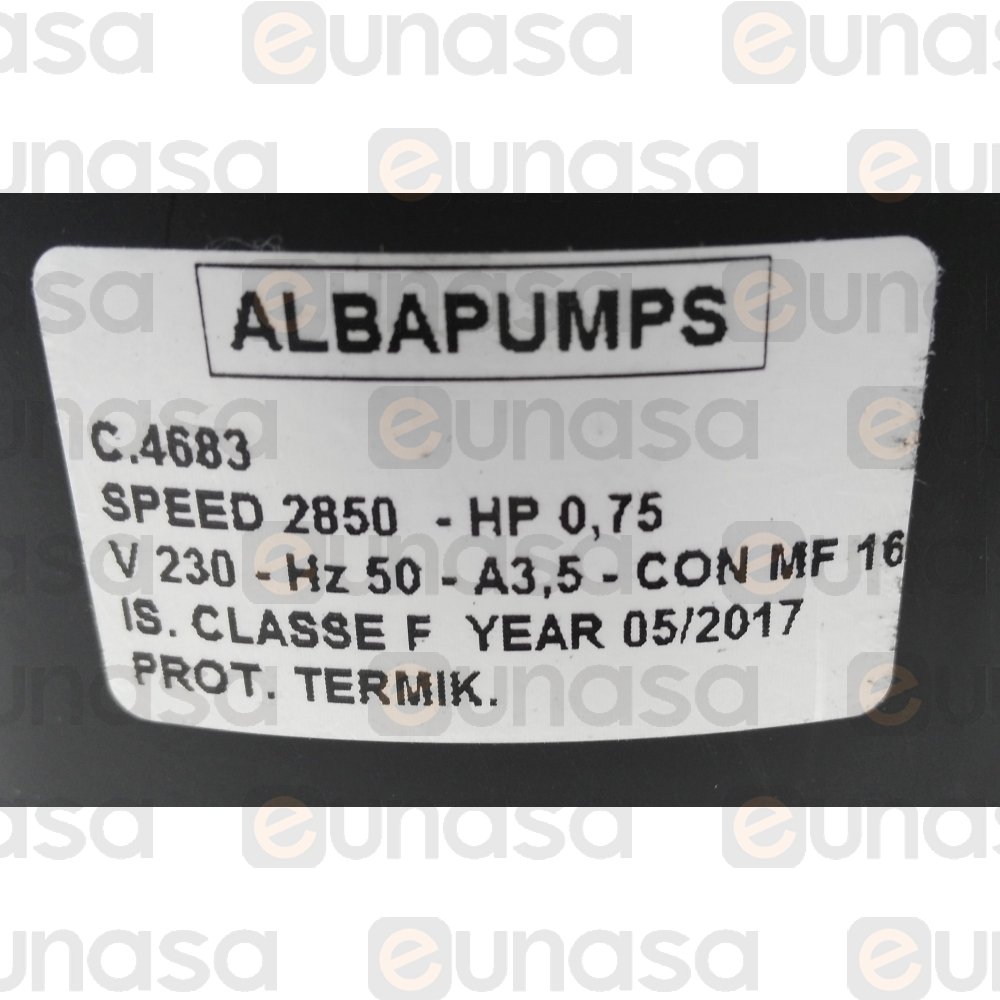 ALBAPUMPS
C.4683
SPEED 2850 - HP 0,75
V 230 - Hz 50 - A3,5 - CON MF 16
IS. CLASSE F YEAR 05/2017
PROT. TERMIK.
eunasa